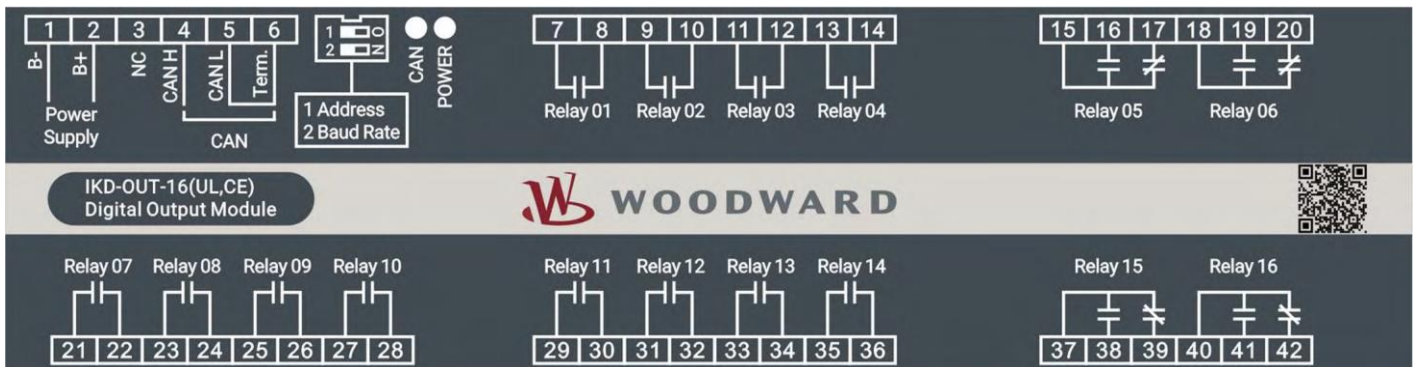 1 2 3 4 5 6
B- B+ NC CAN H CAN L Term.
Power
Supply
CAN
1 O
2 N
1 Address
2 Baud Rate
CAN
POWER
7 8 9 10 11 12 13 14
Relay 01 Relay 02 Relay 03 Relay 04
15 16 17 18 19 20
Relay 05 Relay 06
IKD-OUT-16(UL,CE)
Digital Output Module
W WOODWARD
Relay 07 Relay 08 Relay 09 Relay 10
21 22 23 24 25 26 27 28
Relay 11 Relay 12 Relay 13 Relay 14
29 30 31 32 33 34 35 36
Relay 15 Relay 16
37 38 39 40 41 42